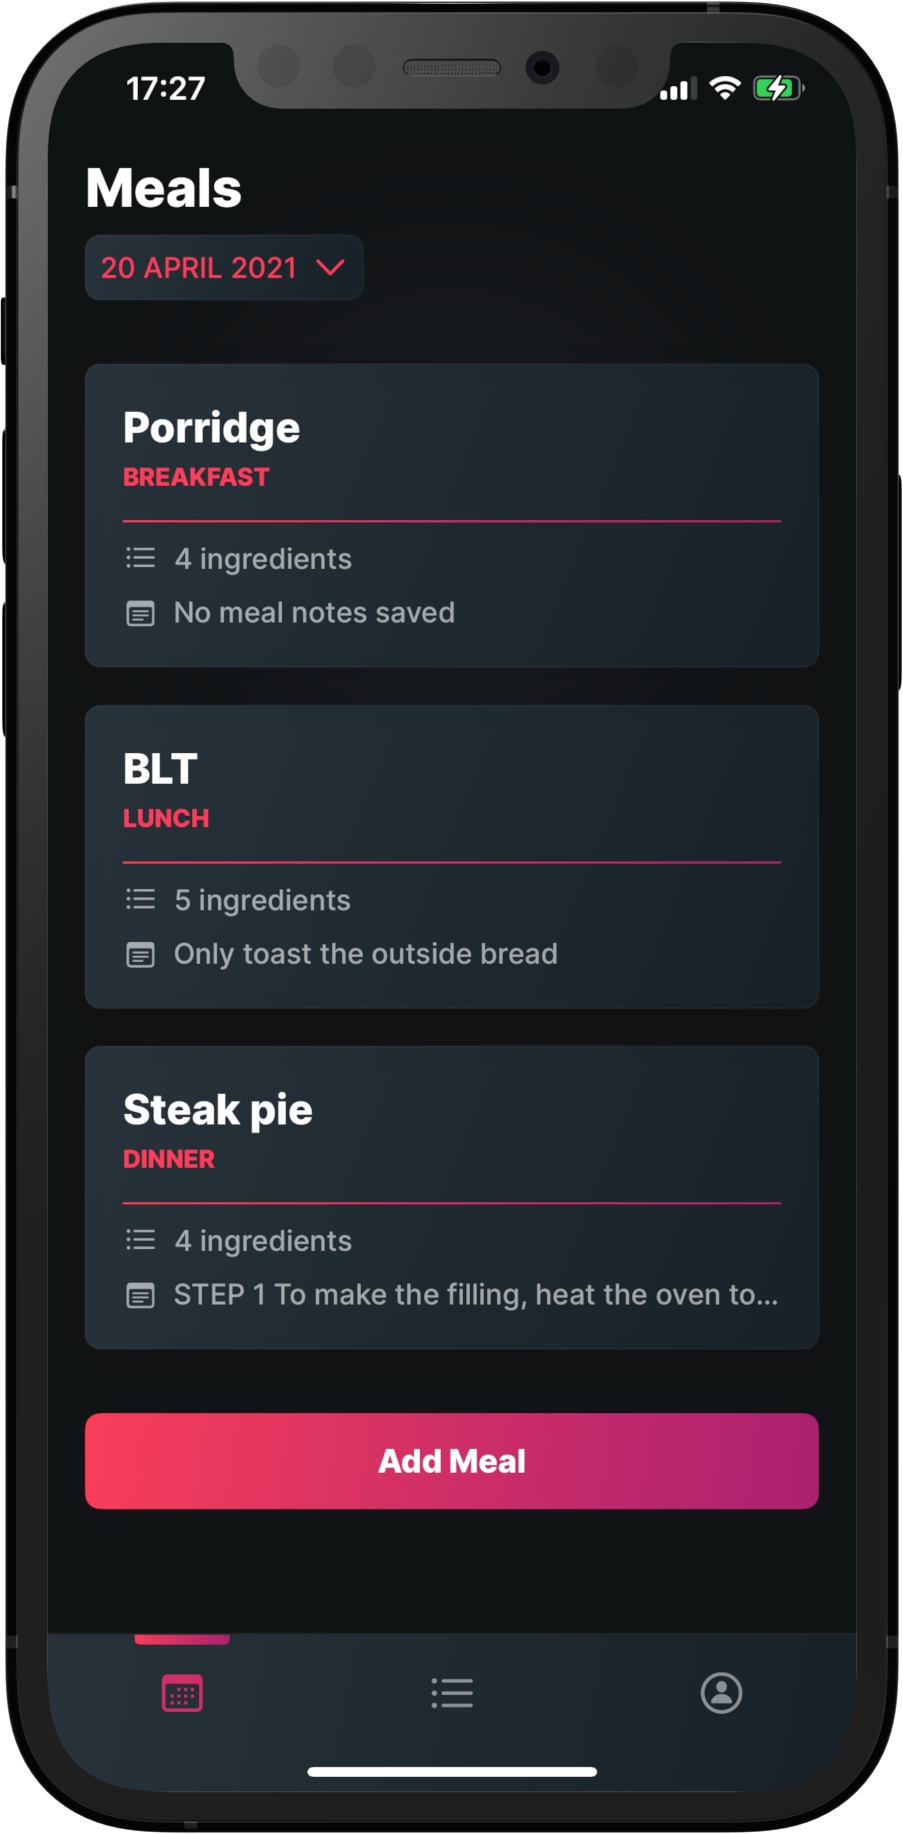 17:27
Meals
20 APRIL 2021
Porridge
BREAKFAST
4 ingredients
No meal notes saved
BLT
LUNCH
5 ingredients
Only toast the outside bread
Steak pie
DINNER
4 ingredients
STEP 1 To make the filling, heat the oven to...
Add Meal